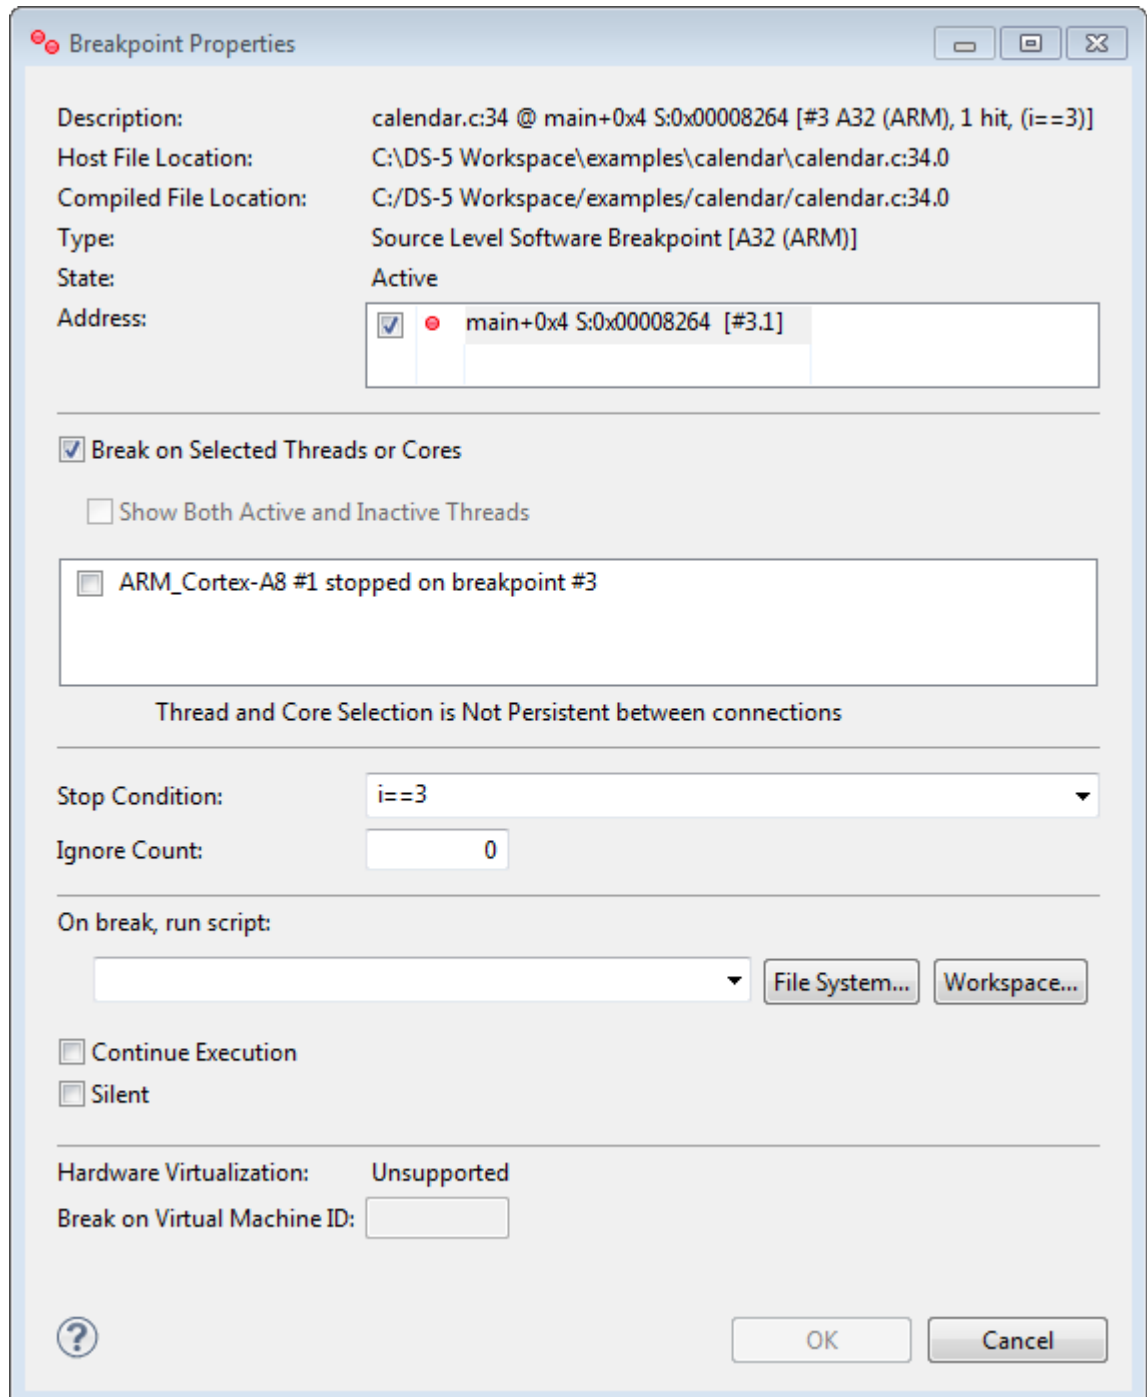 Breakpoint Properties
Description: calendar.c:34 @ main+0x4 S:0x00008264 [#3 A32 (ARM), 1 hit, (i==3)]
Host File Location: C:\DS-5 Workspace\examples\calendar\calendar.c:34.0
Compiled File Location: C:/DS-5 Workspace/examples/calendar/calendar.c:34.0
Type: Source Level Software Breakpoint [A32 (ARM)]
State: Active
Address: main+0x4 S:0x00008264 [#3.1]
Break on Selected Threads or Cores
Show Both Active and Inactive Threads
ARM_Cortex-A8 #1 stopped on breakpoint #3
Thread and Core Selection is Not Persistent between connections
Stop Condition: i==3
Ignore Count: 0
On break, run script:
File System... Workspace...
Continue Execution
Silent
Hardware Virtualization: Unsupported
Break on Virtual Machine ID:
? OK Cancel